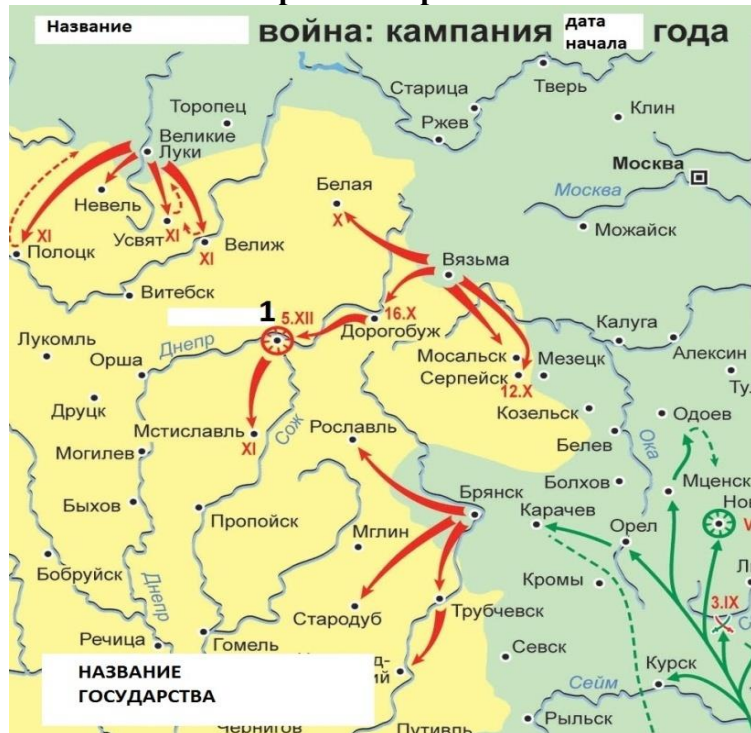 Название
война: кампания
дата
начала
года
Старица
Тверь
Клин
Торопец
Ржев
Великие
Луки
Москва
Москва
Белая
Невель
X
Можайск
XI
Усвят
XI
Велиж
XI
Полоцк
Вязьма
Витебск
1
5.XII
16.X
Дорогобуж
Калуга
Лукомль
Днепр
Мосальск
Мезецк
Алексин
Орша
Серпейск
12.X
Козельск
Друцк
Одоев
Мстиславль
Сож
Рославль
Белев
Ока
Могилев
XI
Болхов
Мценск
Быхов
Брянск
Карачев
Пропойск
Орел
Мглин
Бобруйск
Кромы
3.IX
Днепр
Стародуб
Трубчевск
Речица
Гомель
Севск
Курск
НАЗВАНИЕ
ГОСУДАРСТВА
Сейм
Чернигов
Путивль
Рыльск